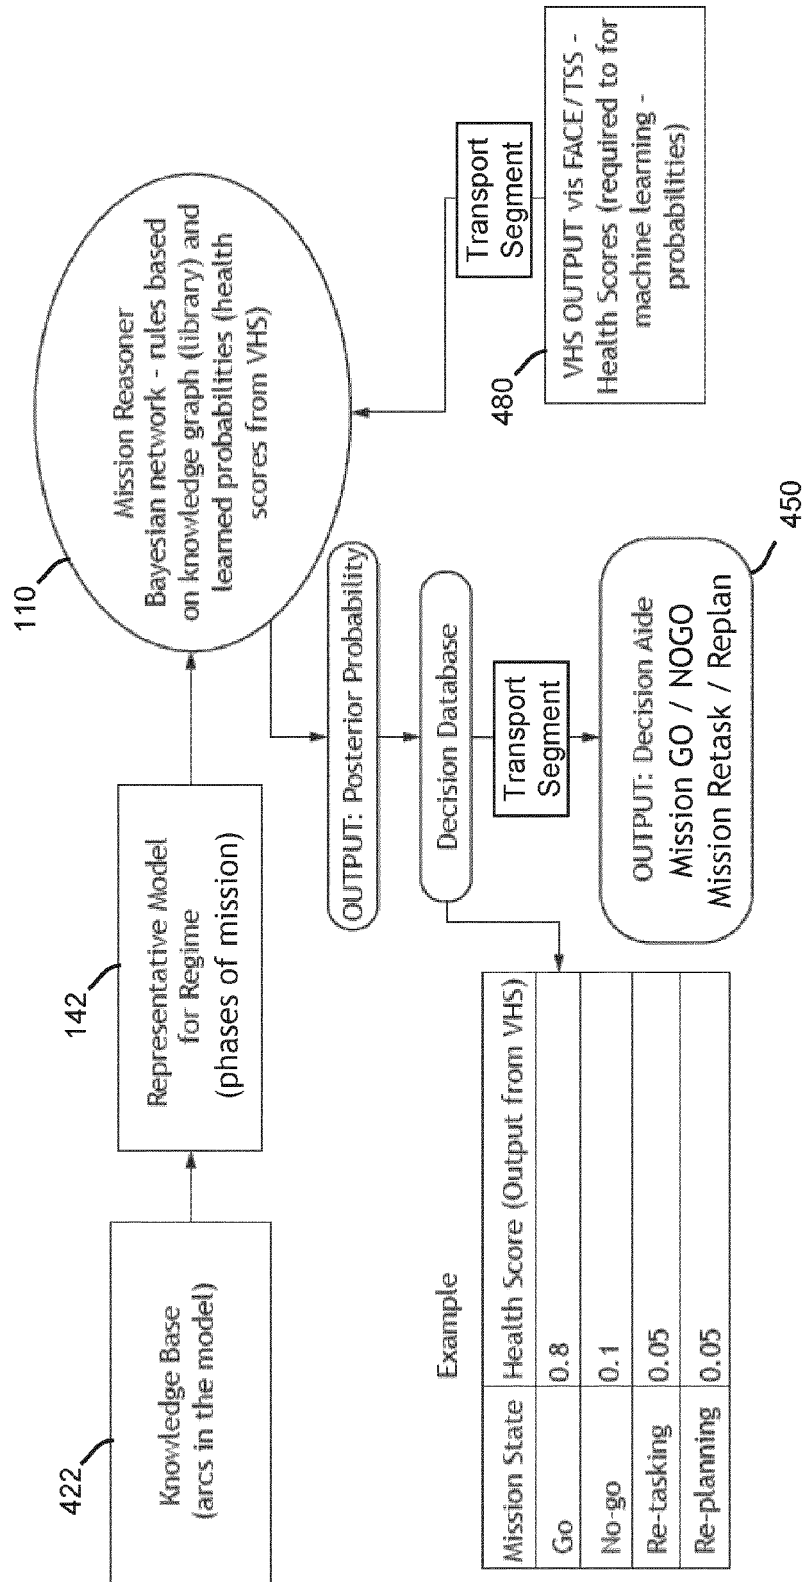 422
Knowledge Base
(arcs in the model)
142
Representative Model
for Regime
(phases of mission)
110
Mission Reasoner
Bayesian network - rules based
on knowledge graph (library) and
learned probabilities (health
scores from VHS)
OUTPUT: Posterior Probability
Decision Database
Transport
Segment
Transport
Segment
480
VHS OUTPUT vis FACE/TSS -
Health Scores (required to for
machine learning -
probabilities)
OUTPUT: Decision Aide
Mission GO / NOGO
Mission Retask / Replan
450
Example
Mission State Health Score (Output from VHS)
Go 0.8
No-go 0.1
Re-tasking 0.05
Re-planning 0.05